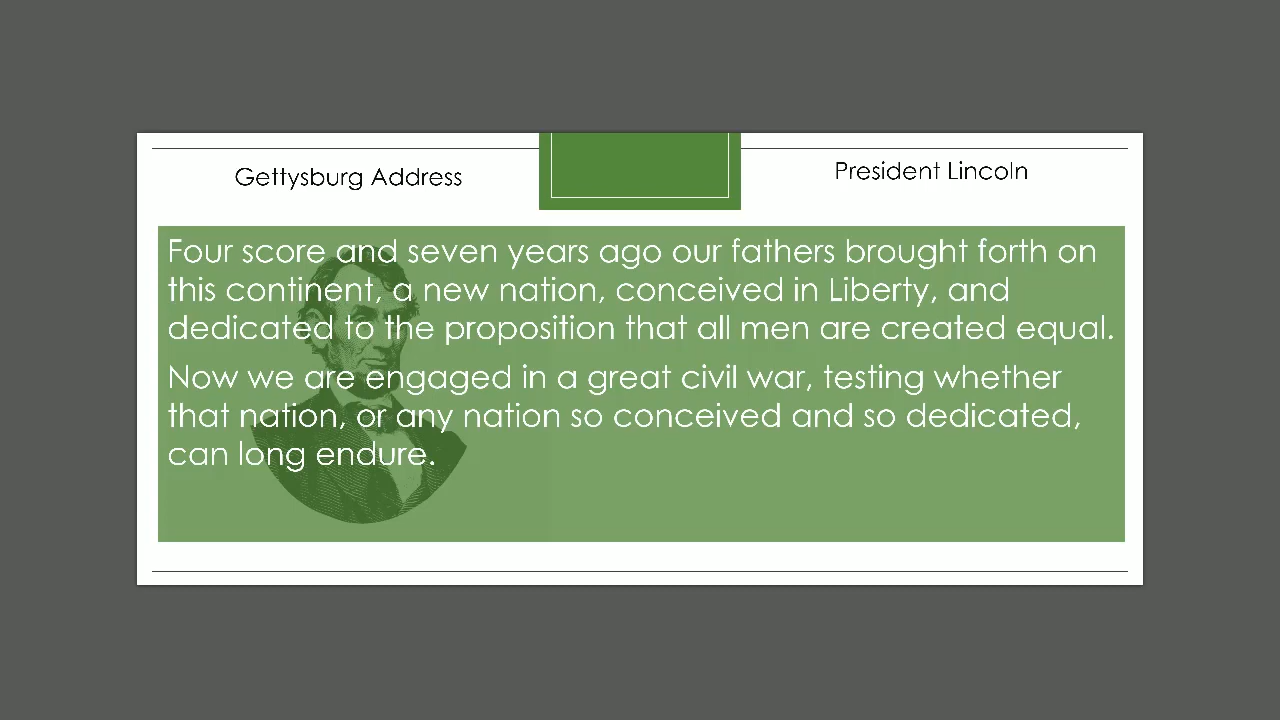 Gettysburg Address
President Lincoln
Four score and seven years ago our fathers brought forth on
this continent, a new nation, conceived in Liberty, and
dedicated to the proposition that all men are created equal.
Now we are engaged in a great civil war, testing whether
that nation, or any nation so conceived and so dedicated,
can long endure.